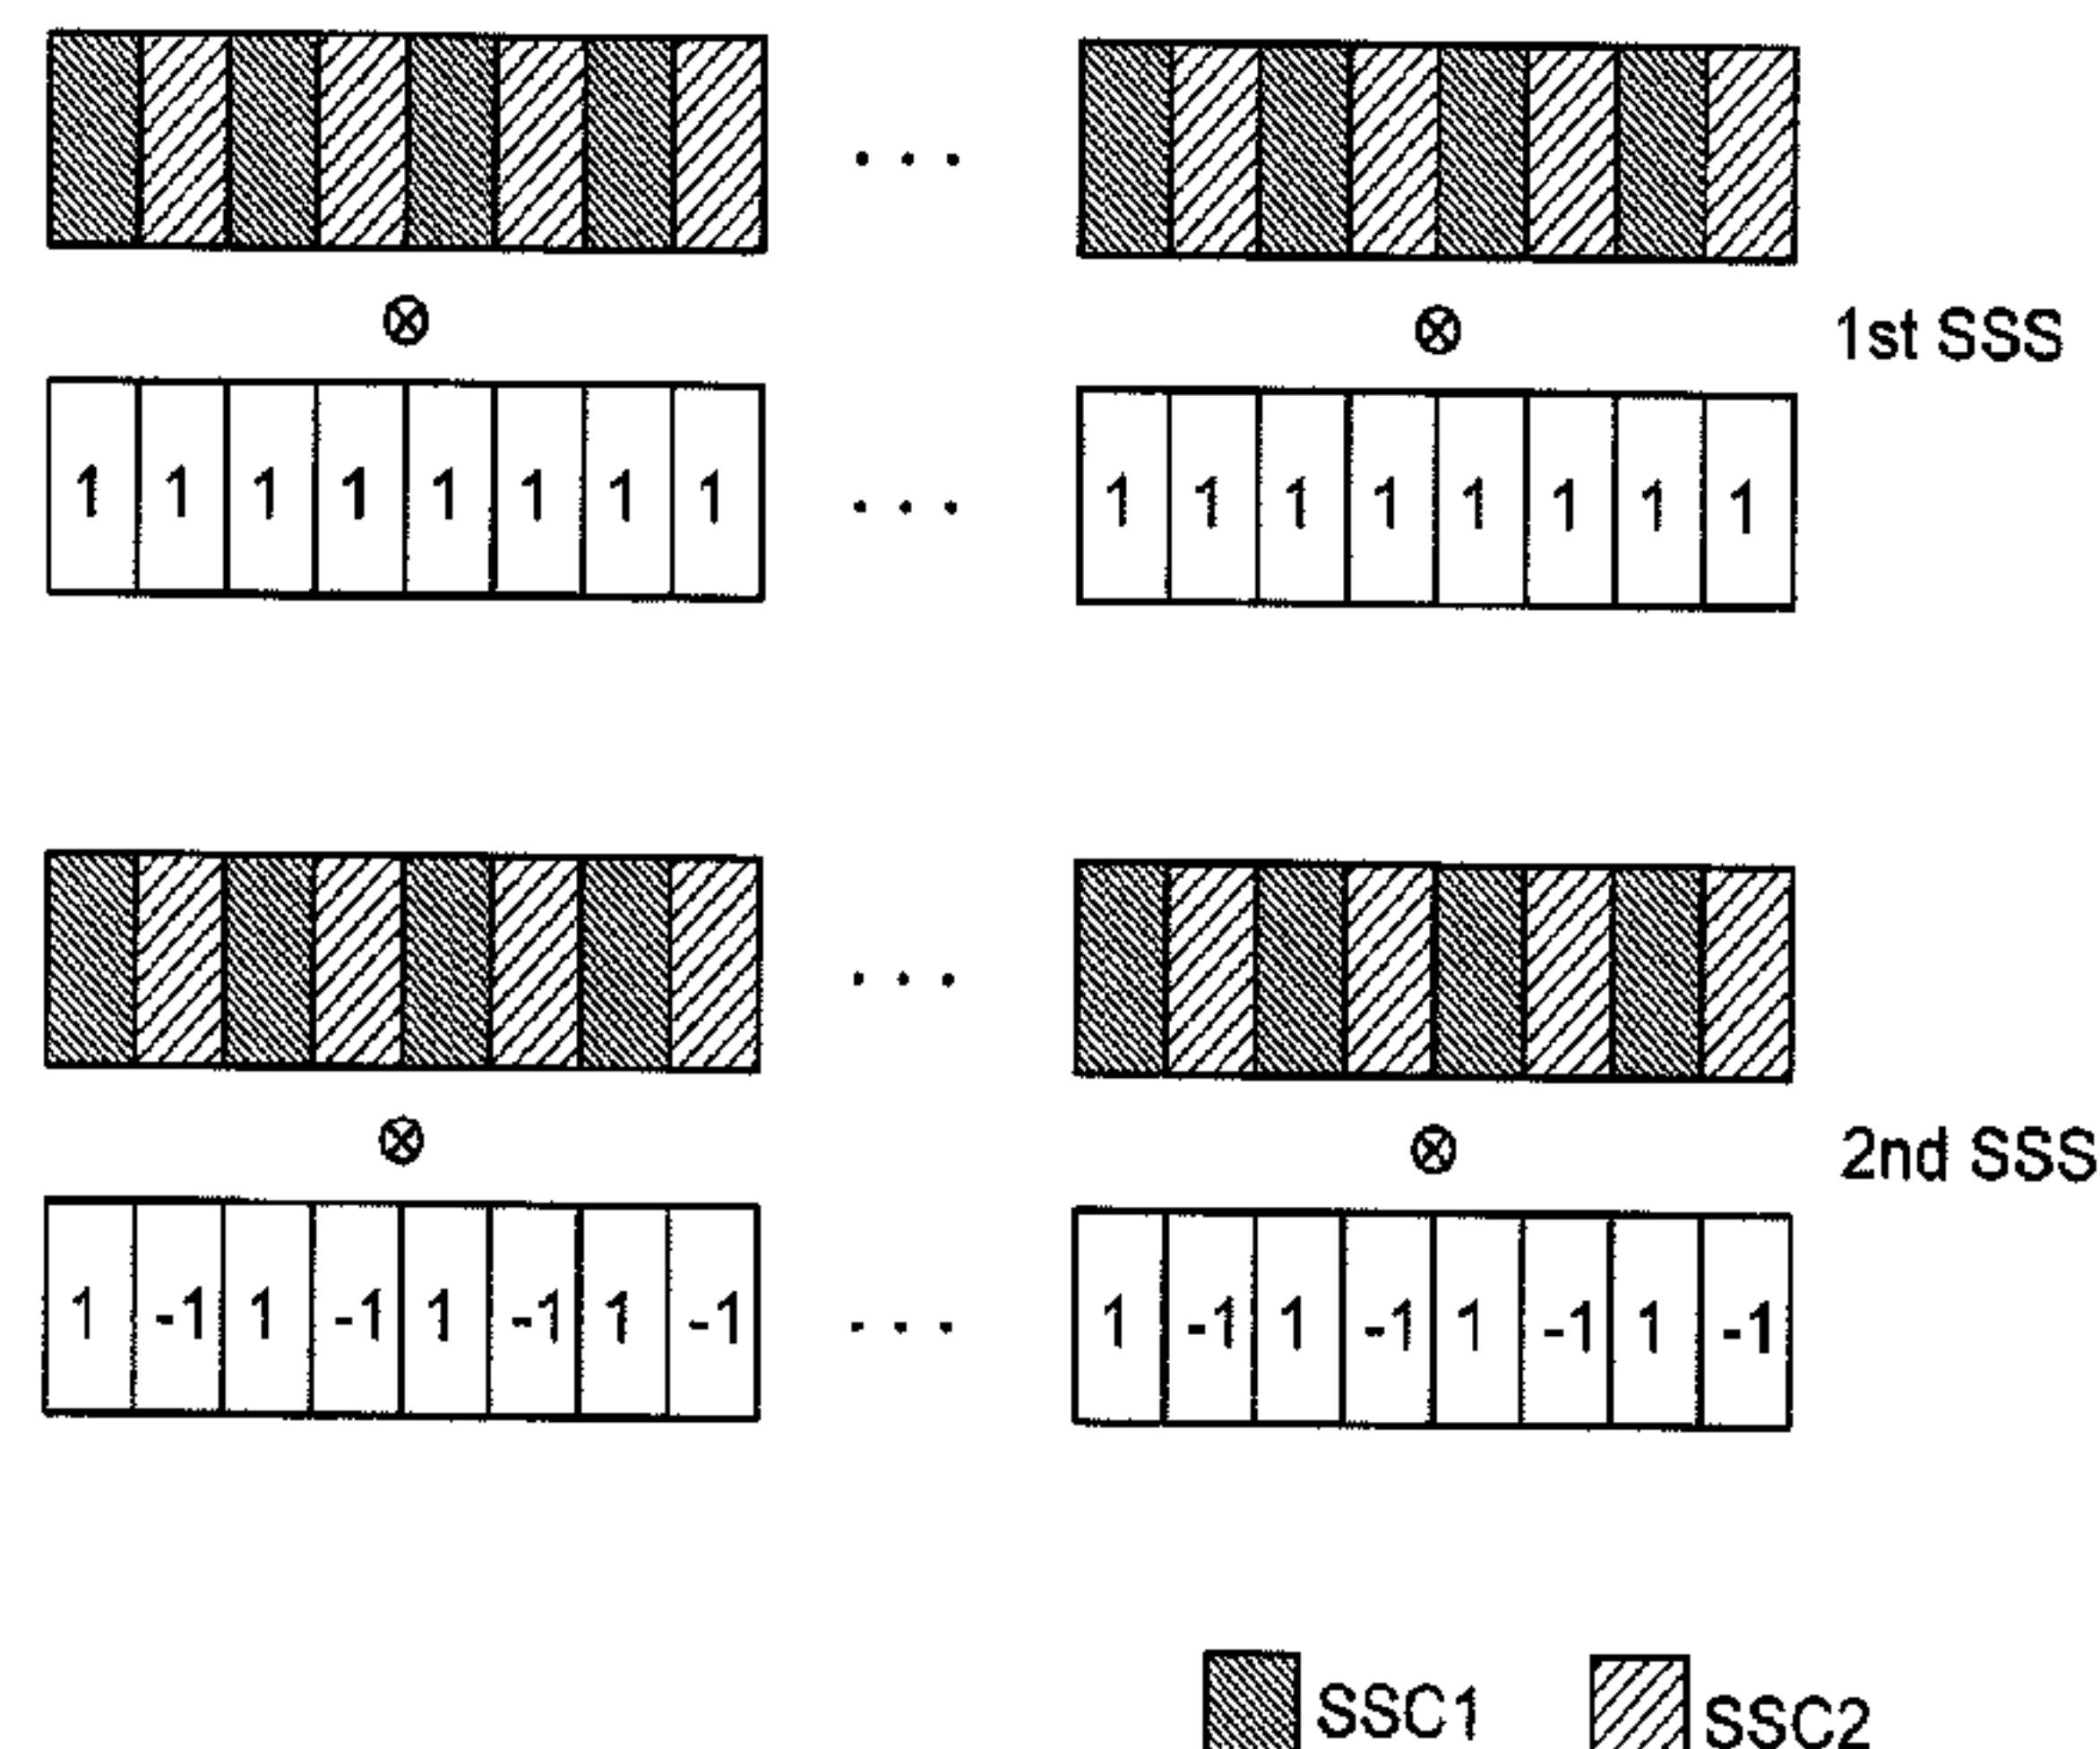 . . .
1st SSS
1 1 1 1 1 1 1 1 . . . 1 1 1 1 1 1 1 1
. . .
2nd SSS
1 -1 1 -1 1 -1 1 -1 . . . 1 -1 1 -1 1 -1 1 -1
SSC1 SSC2